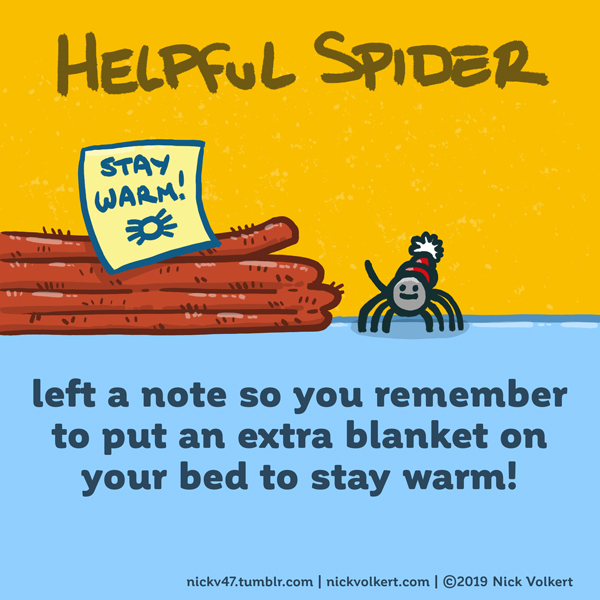 HELPFUL SPIDER
STAY
WARM!
left a note so you remember
to put an extra blanket on
your bed to stay warm!
nickv47.tumblr.com | nickvolkert.com | ©2019 Nick Volkert